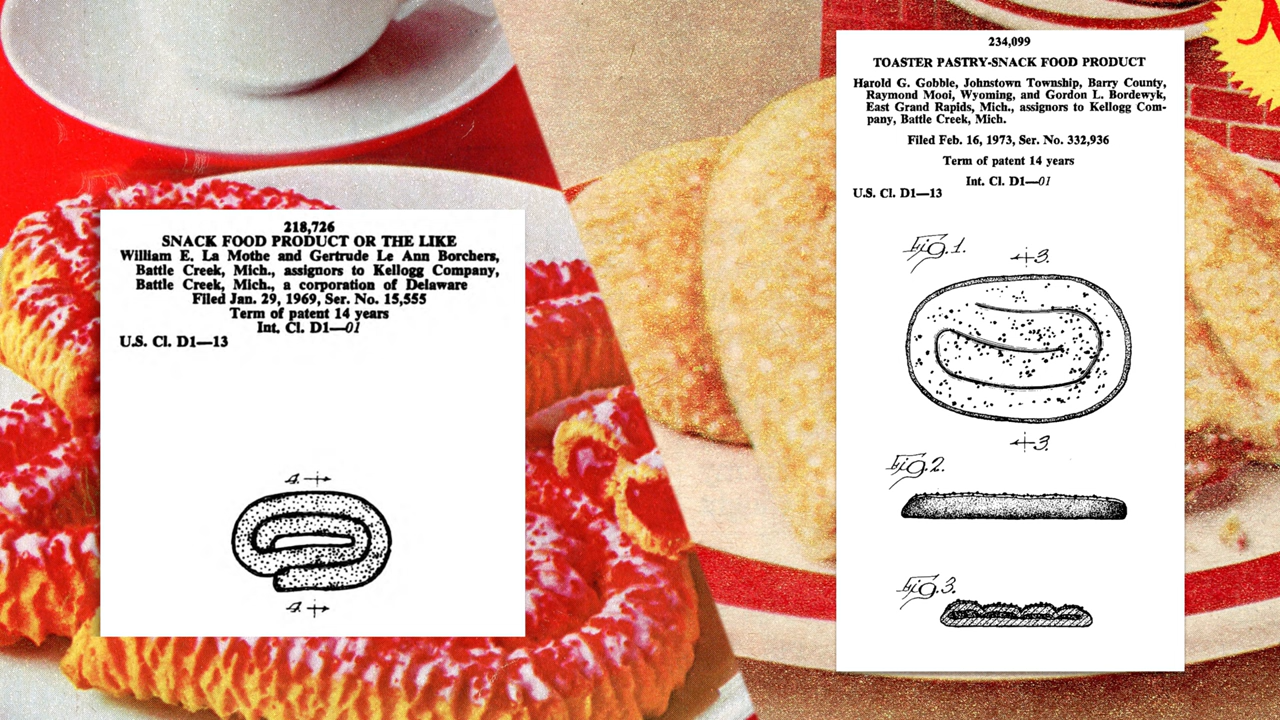 218,726
SNACK FOOD PRODUCT OR THE LIKE
William E. La Mothe and Gertrude Le Ann Borchers,
Battle Creek, Mich., assignors to Kellogg Company,
Battle Creek, Mich., a corporation of Delaware
Filed Jan. 29, 1969, Ser. No. 15,555
Term of patent 14 years
Int. Cl. D1—01
U.S. Cl. D1—13
4
4
234,099
TOASTER PASTRY-SNACK FOOD PRODUCT
Harold G. Gobble, Johnstown Township, Barry County,
Raymond Mooi, Wyoming, and Gordon L. Bordewyk,
East Grand Rapids, Mich., assignors to Kellogg Com-
pany, Battle Creek, Mich.
Filed Feb. 16, 1973, Ser. No. 332,936
Term of patent 14 years
Int. Cl. D1—01
U.S. Cl. D1—13
Fig.1.
3.
3.
Fig.2.
Fig.3.